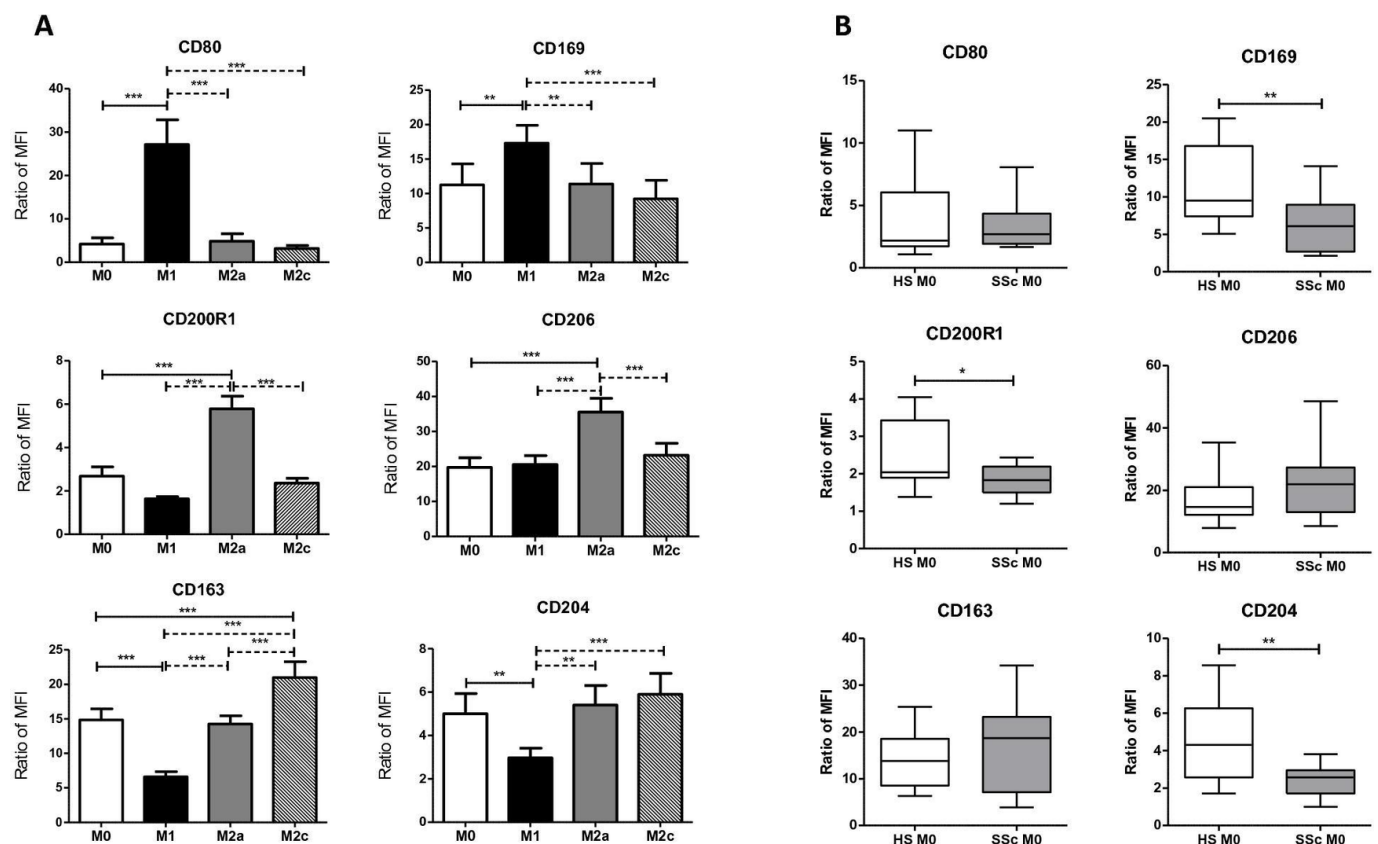 A
CD80
Ratio of MFI
40
30
20
10
0
***
***
***
M0 M1 M2a M2c
CD169
Ratio of MFI
25
20
15
10
5
0
**
**
***
M0 M1 M2a M2c
CD200R1
Ratio of MFI
8
6
4
2
0
***
***
***
M0 M1 M2a M2c
CD206
Ratio of MFI
50
40
30
20
10
0
***
***
***
M0 M1 M2a M2c
CD163
Ratio of MFI
25
20
15
10
5
0
***
***
***
***
***
M0 M1 M2a M2c
CD204
Ratio of MFI
8
6
4
2
0
***
**
**
M0 M1 M2a M2c
B
CD80
Ratio of MFI
15
10
5
0
HS M0 SSc M0
CD169
Ratio of MFI
25
20
15
10
5
0
**
HS M0 SSc M0
CD200R1
Ratio of MFI
5
4
3
2
1
0
*
HS M0 SSc M0
CD206
Ratio of MFI
60
40
20
0
HS M0 SSc M0
CD163
Ratio of MFI
40
30
20
10
0
HS M0 SSc M0
CD204
Ratio of MFI
10
8
6
4
2
0
**
HS M0 SSc M0